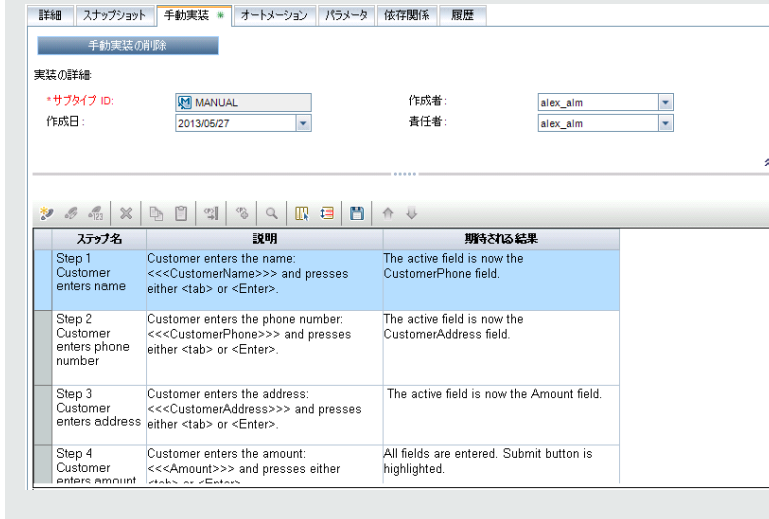 詳細 スナップショット 手動実装 * オートメーション パラメータ 依存関係 履歴
手動実装の削除
実装の詳細:
*サブタイプ ID: MANUAL 作成者: alex_alm
作成日: 2013/05/27 責任者: alex_alm
ステップ名 説明 期待される結果
Step 1 Customer enters the name: The active field is now the
Customer <<<CustomerName>>> and presses CustomerPhone field.
enters name either <tab> or <Enter>.
Step 2 Customer enters the phone number: The active field is now the
Customer <<<CustomerPhone>>> and presses CustomerAddress field.
enters phone either <tab> or <Enter>.
number
Step 3 Customer enters the address: The active field is now the Amount field.
Customer <<<CustomerAddress>>> and presses
enters address either <tab> or <Enter>.
Step 4 Customer enters the amount: All fields are entered. Submit button is
Customer <<<Amount>>> and presses either highlighted.
enters amount <tab> or <Enter>